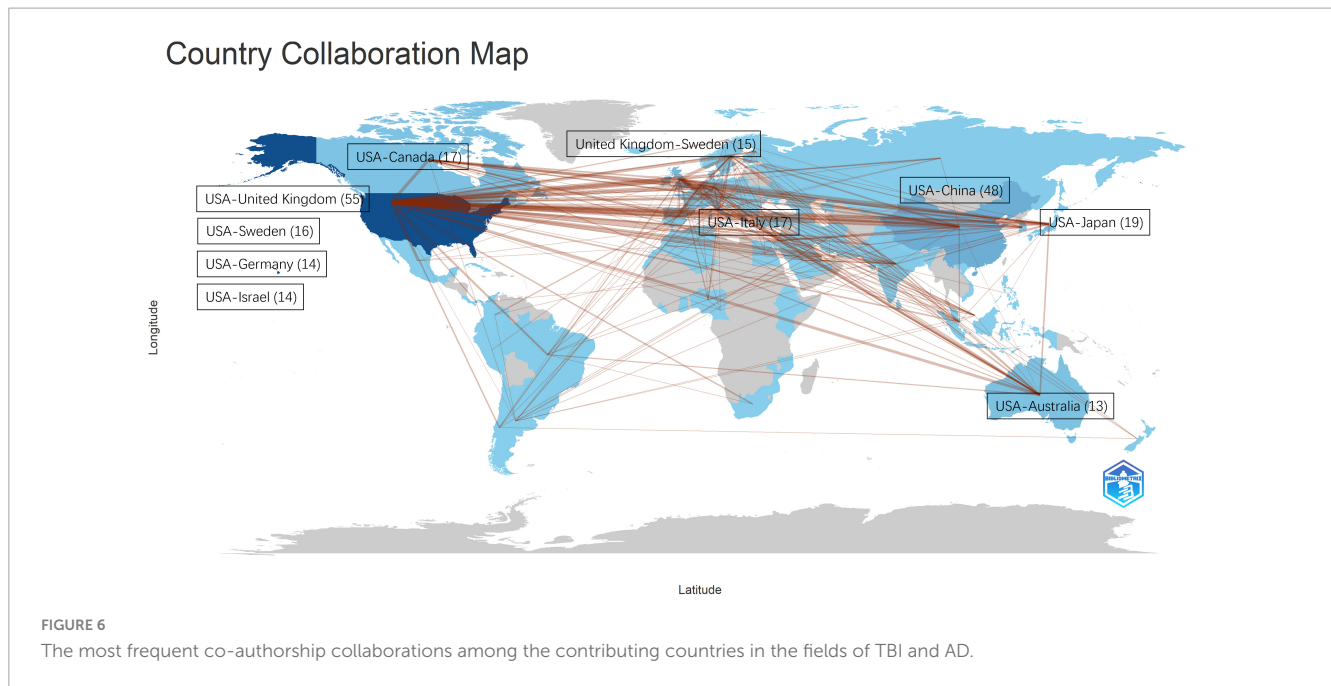 Country Collaboration Map
United Kingdom-Sweden (15)
USA-Canada (17)
USA-China (48)
USA-United Kingdom (55)
USA-Italy (17)
USA-Japan (19)
USA-Sweden (16)
USA-Germany (14)
USA-Israel (14)
Longitude
USA-Australia (13)
BIBLIOMETRIX
Latitude
FIGURE 6
The most frequent co-authorship collaborations among the contributing countries in the fields of TBI and AD.